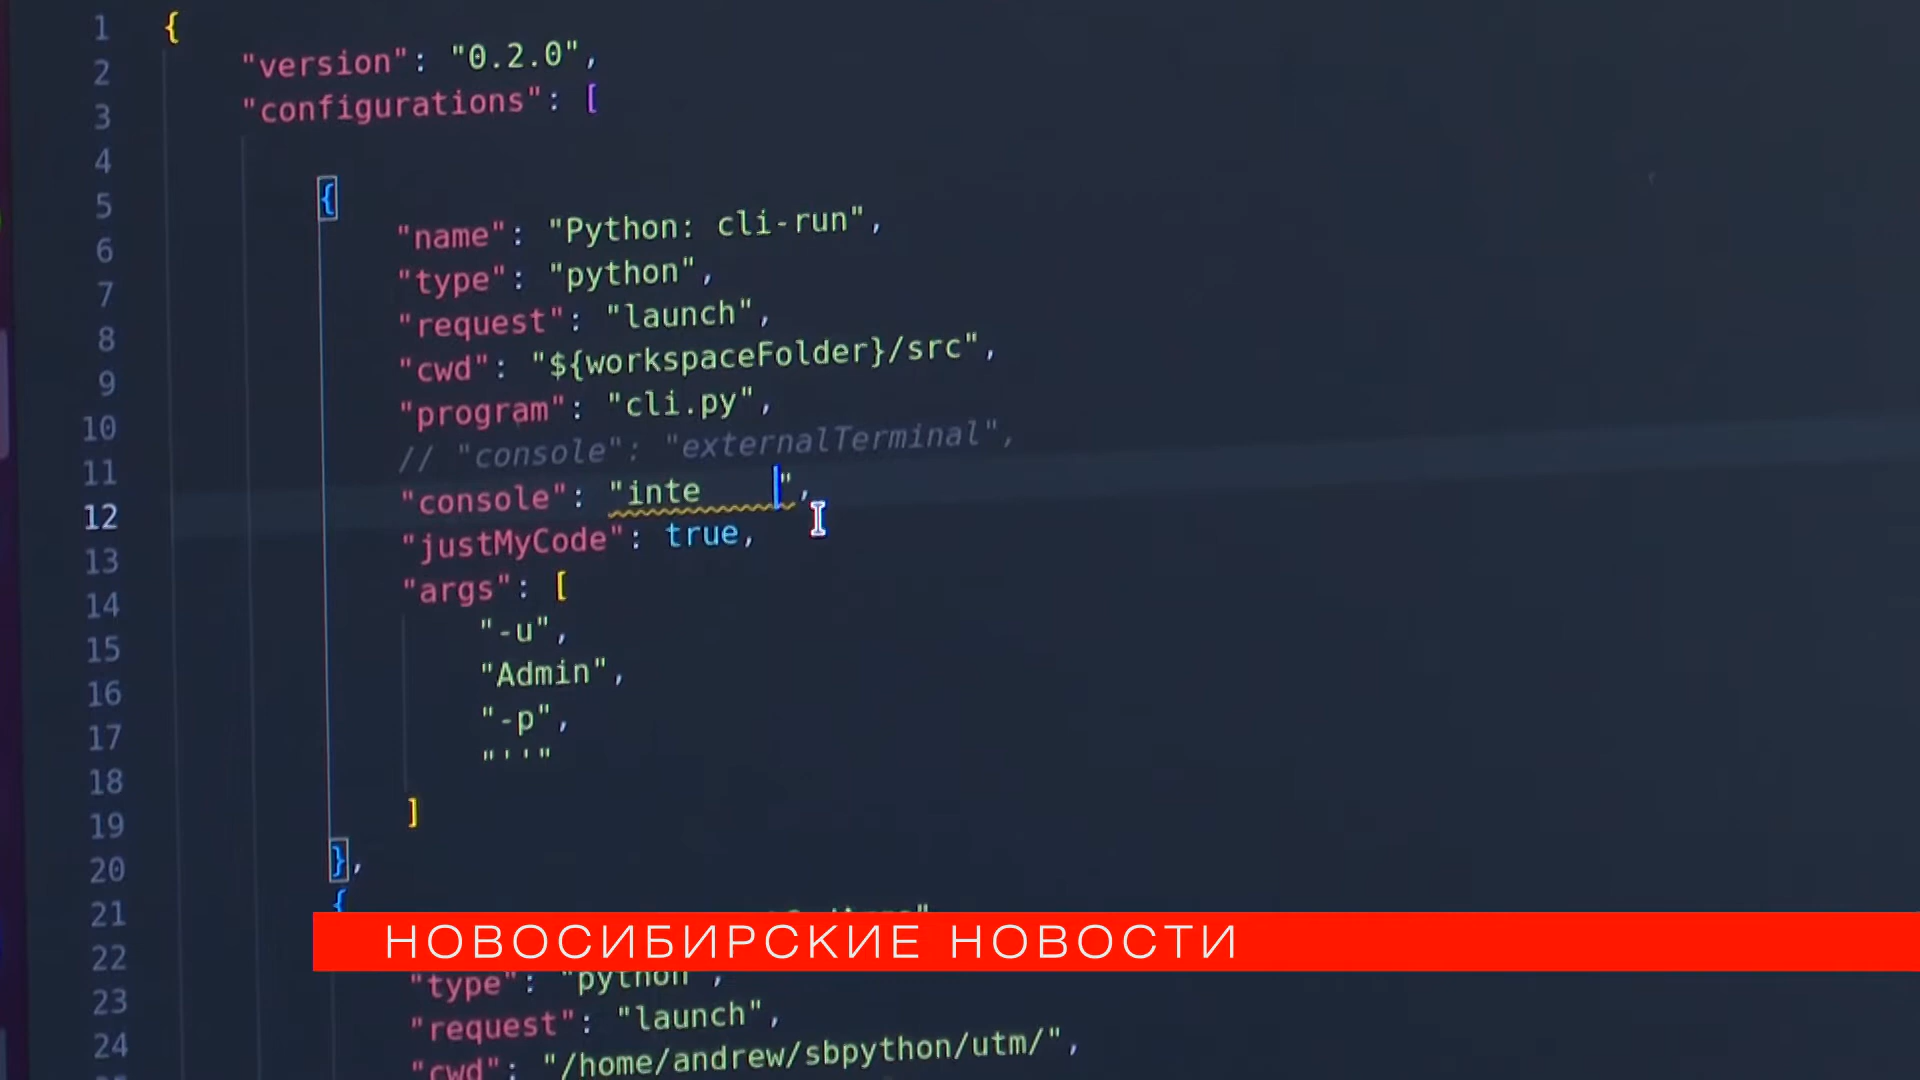 1 {
2 "version": "0.2.0",
3 "configurations": [
4
5 {
6 "name": "Python: cli-run",
7 "type": "python",
8 "request": "launch",
9 "cwd": "${workspaceFolder}/src",
10 "program": "cli.py",
11 // "console": "externalTerminal",
12 "console": "inte    ",
13 "justMyCode": true,
14 "args": [
15 "-u",
16 "Admin",
17 "-p",
18 "''"
19 ]
20 },
21 {
НОВОСИБИРСКИЕ НОВОСТИ
22
23 "type": "python",
24 "request": "launch",
"cwd": "/home/andrew/sbpython/utm/",